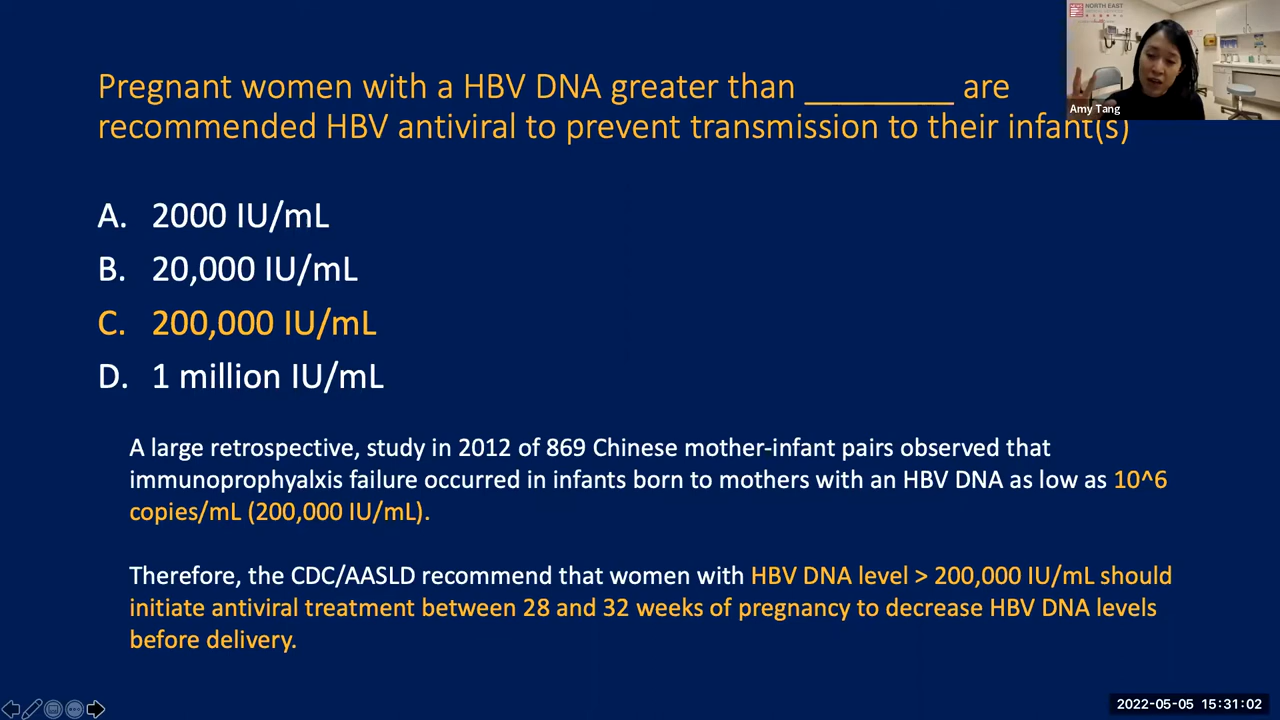 NORTH EAST
Amy Tang
Pregnant women with a HBV DNA greater than _________ are
recommended HBV antiviral to prevent transmission to their infant(s)
A. 2000 IU/mL
B. 20,000 IU/mL
C. 200,000 IU/mL
D. 1 million IU/mL
A large retrospective, study in 2012 of 869 Chinese mother-infant pairs observed that
immunoprophyalxis failure occurred in infants born to mothers with an HBV DNA as low as 10^6
copies/mL (200,000 IU/mL).
Therefore, the CDC/AASLD recommend that women with HBV DNA level > 200,000 IU/mL should
initiate antiviral treatment between 28 and 32 weeks of pregnancy to decrease HBV DNA levels
before delivery.
2022-05-05 15:31:02